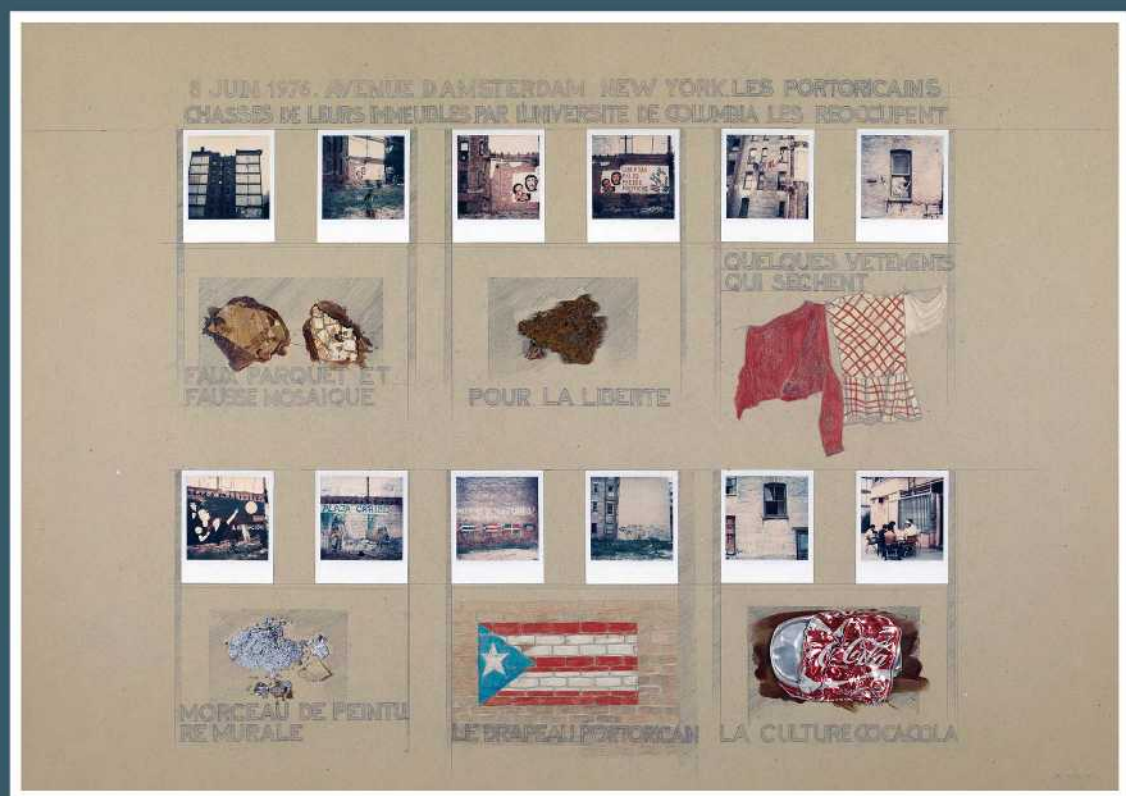 8 JUIN 1976. AVENUE D'AMSTERDAM NEW YORK. LES PORTORICAINS
CHASSES DE LEURS IMMEUBLES PAR L'UNIVERSITE DE COLUMBIA LES REOCCUPENT
QUELQUES VETEMENTS
QUI SECHENT
FAUX PARQUET ET
FAUSSE MOSAIQUE
POUR LA LIBERTE
MORCEAU DE PEINTU
RE MURALE
LE DRAPEAU PORTORICAIN
Coca-Cola
LA CULTURE COCACOLA